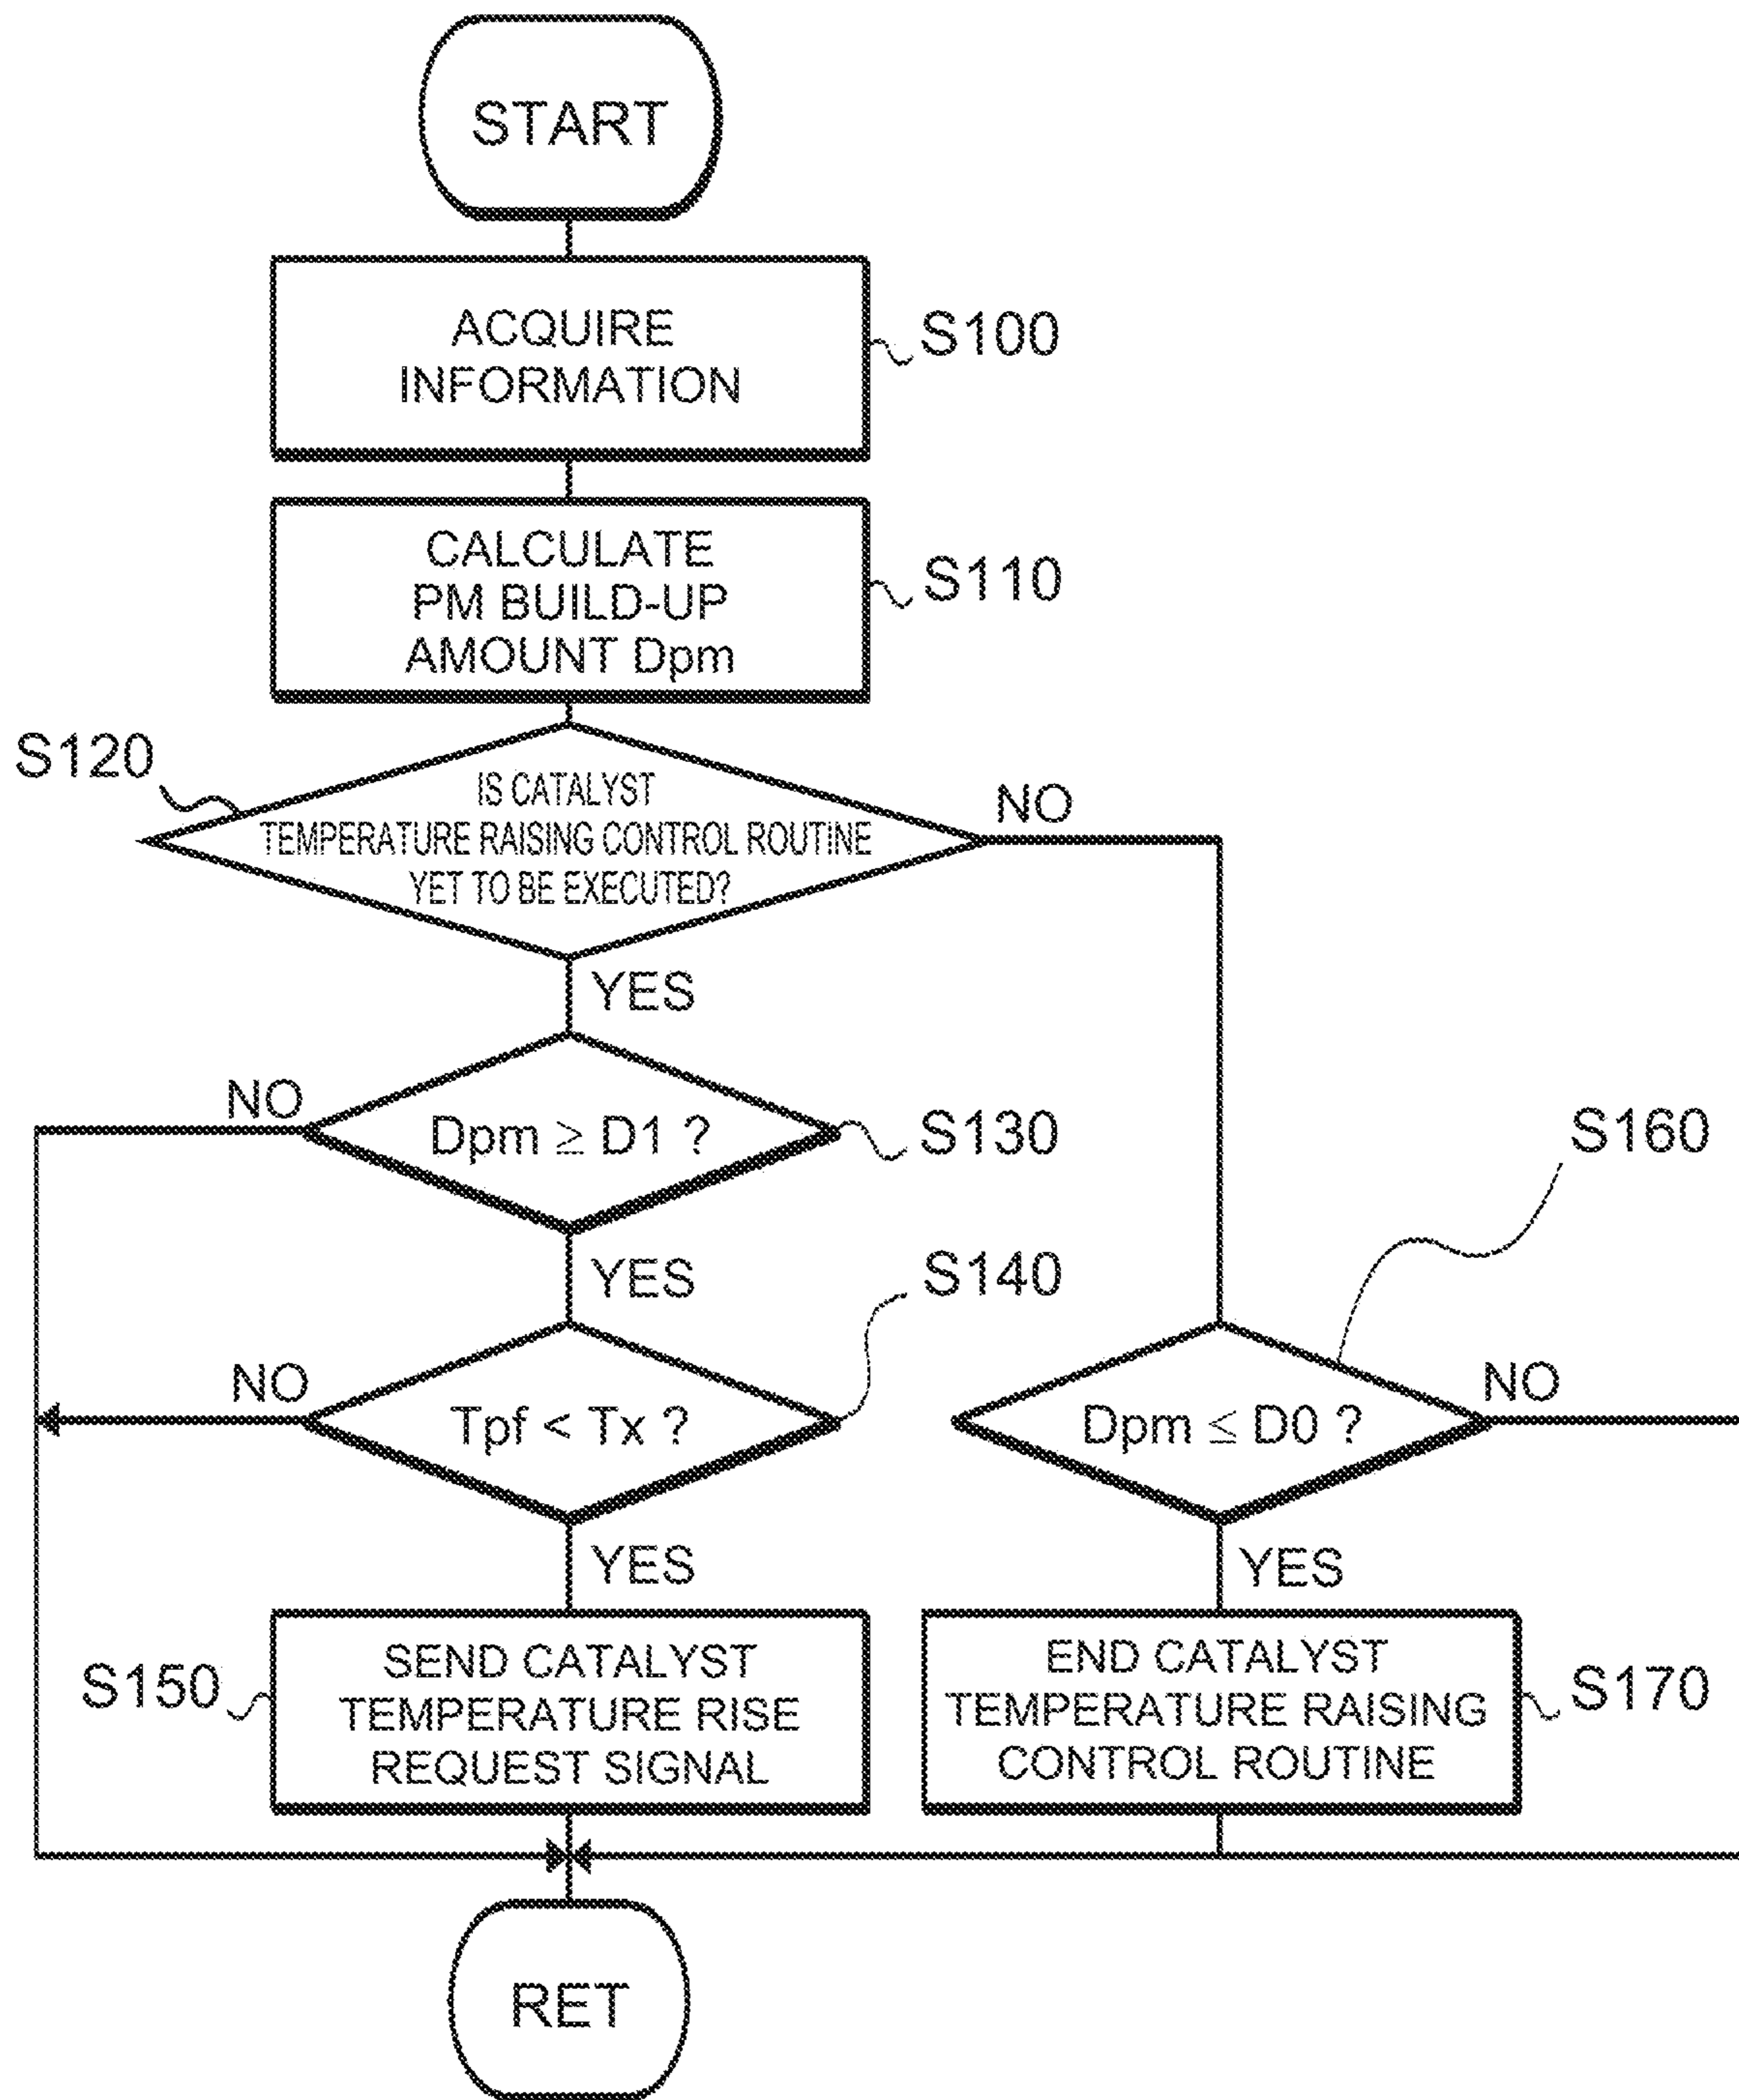 START
ACQUIRE
INFORMATION
S100
CALCULATE
PM BUILD-UP
AMOUNT Dpm
S110
S120
IS CATALYST
TEMPERATURE RAISING CONTROL ROUTINE
YET TO BE EXECUTED?
NO
YES
NO
Dpm ≥ D1 ?
S130
YES
S140
NO
Tpf < Tx ?
YES
S150
SEND CATALYST
TEMPERATURE RISE
REQUEST SIGNAL
S160
Dpm ≤ D0 ?
NO
YES
END CATALYST
TEMPERATURE RAISING
CONTROL ROUTINE
S170
RET